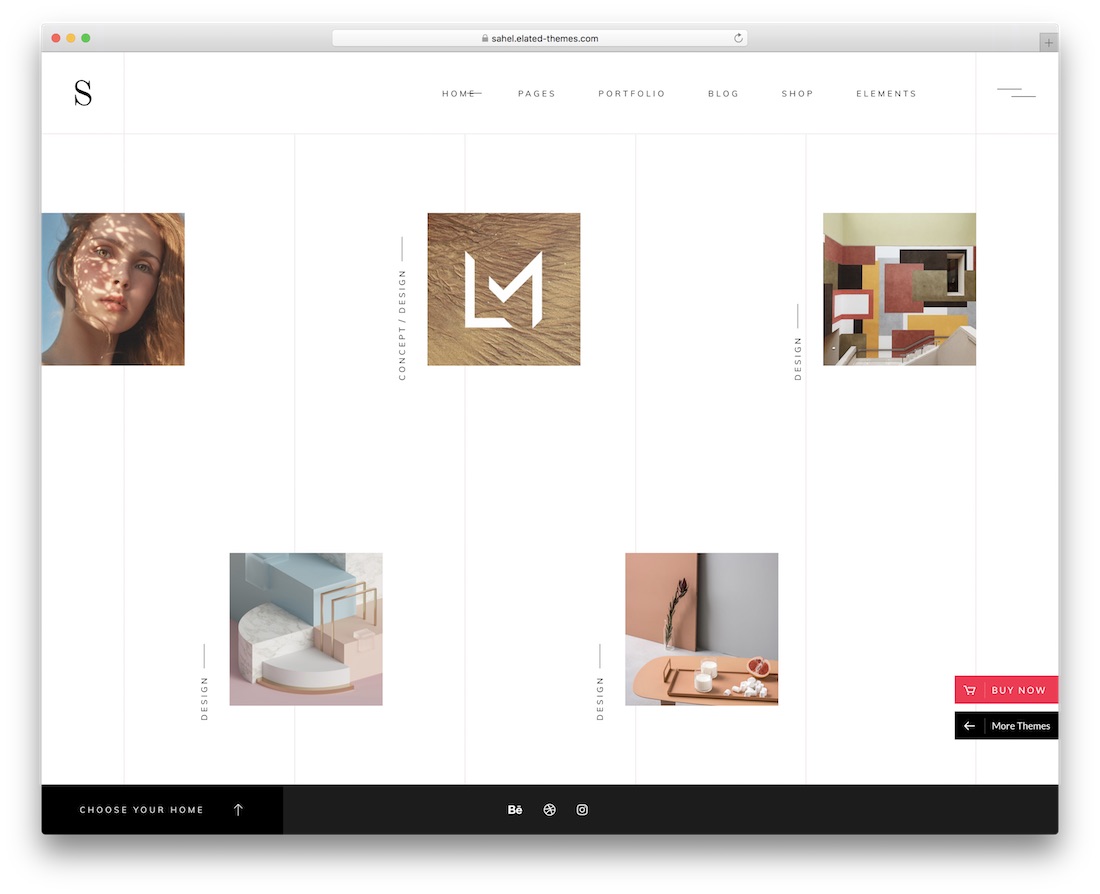 sahel.elated-themes.com
S
HOME
PAGES
PORTFOLIO
BLOG
SHOP
ELEMENTS
CONCEPT / DESIGN
LM
DESIGN
DESIGN
DESIGN
BUY NOW
More Themes
CHOOSE YOUR HOME
Bē